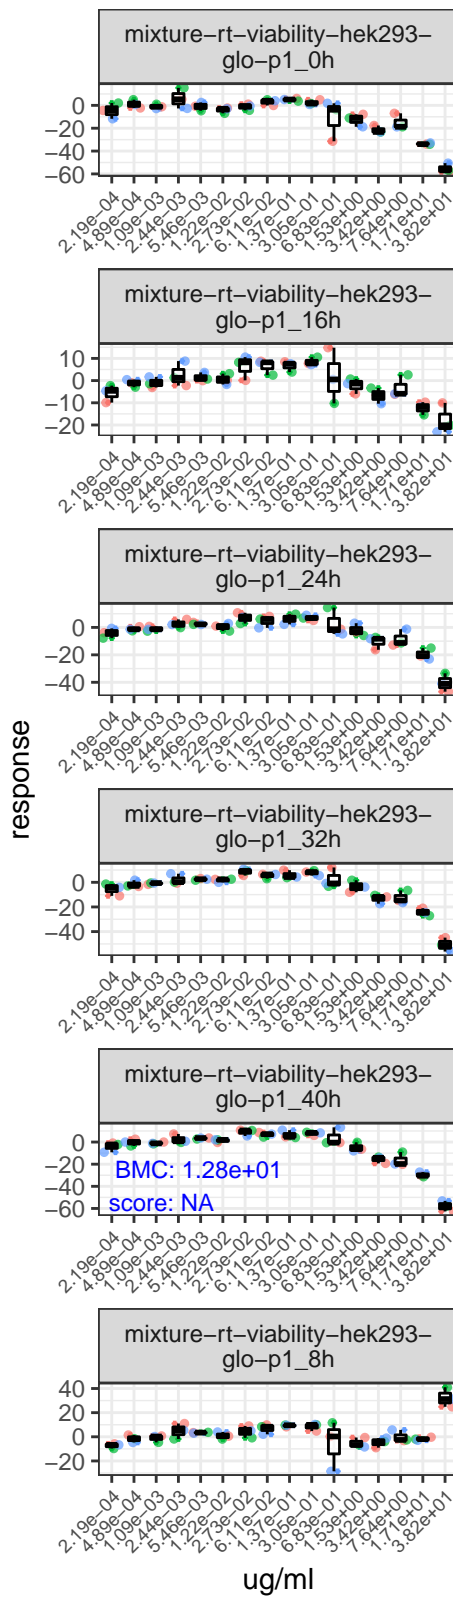 mixture−rt−viability−hek293−
glo−p1_0h
0
−20
−40
−60
2.19e−04
4.89e−04
1.09e−03
2.44e−03
5.46e−03
1.22e−02
2.73e−02
6.11e−02
1.37e−01
3.05e−01
6.83e−01
1.53e+00
3.42e+00
7.64e+00
1.71e+01
3.82e+01
mixture−rt−viability−hek293−
glo−p1_16h
10
0
−10
−20
2.19e−04
4.89e−04
1.09e−03
2.44e−03
5.46e−03
1.22e−02
2.73e−02
6.11e−02
1.37e−01
3.05e−01
6.83e−01
1.53e+00
3.42e+00
7.64e+00
1.71e+01
3.82e+01
mixture−rt−viability−hek293−
glo−p1_24h
0
−20
−40
2.19e−04
4.89e−04
1.09e−03
2.44e−03
5.46e−03
1.22e−02
2.73e−02
6.11e−02
1.37e−01
3.05e−01
6.83e−01
1.53e+00
3.42e+00
7.64e+00
1.71e+01
3.82e+01
response
mixture−rt−viability−hek293−
glo−p1_32h
0
−20
−40
2.19e−04
4.89e−04
1.09e−03
2.44e−03
5.46e−03
1.22e−02
2.73e−02
6.11e−02
1.37e−01
3.05e−01
6.83e−01
1.53e+00
3.42e+00
7.64e+00
1.71e+01
3.82e+01
mixture−rt−viability−hek293−
glo−p1_40h
0
−20
−40
−60
BMC: 1.28e+01
score: NA
2.19e−04
4.89e−04
1.09e−03
2.44e−03
5.46e−03
1.22e−02
2.73e−02
6.11e−02
1.37e−01
3.05e−01
6.83e−01
1.53e+00
3.42e+00
7.64e+00
1.71e+01
3.82e+01
mixture−rt−viability−hek293−
glo−p1_8h
40
20
0
−20
2.19e−04
4.89e−04
1.09e−03
2.44e−03
5.46e−03
1.22e−02
2.73e−02
6.11e−02
1.37e−01
3.05e−01
6.83e−01
1.53e+00
3.42e+00
7.64e+00
1.71e+01
3.82e+01
ug/ml